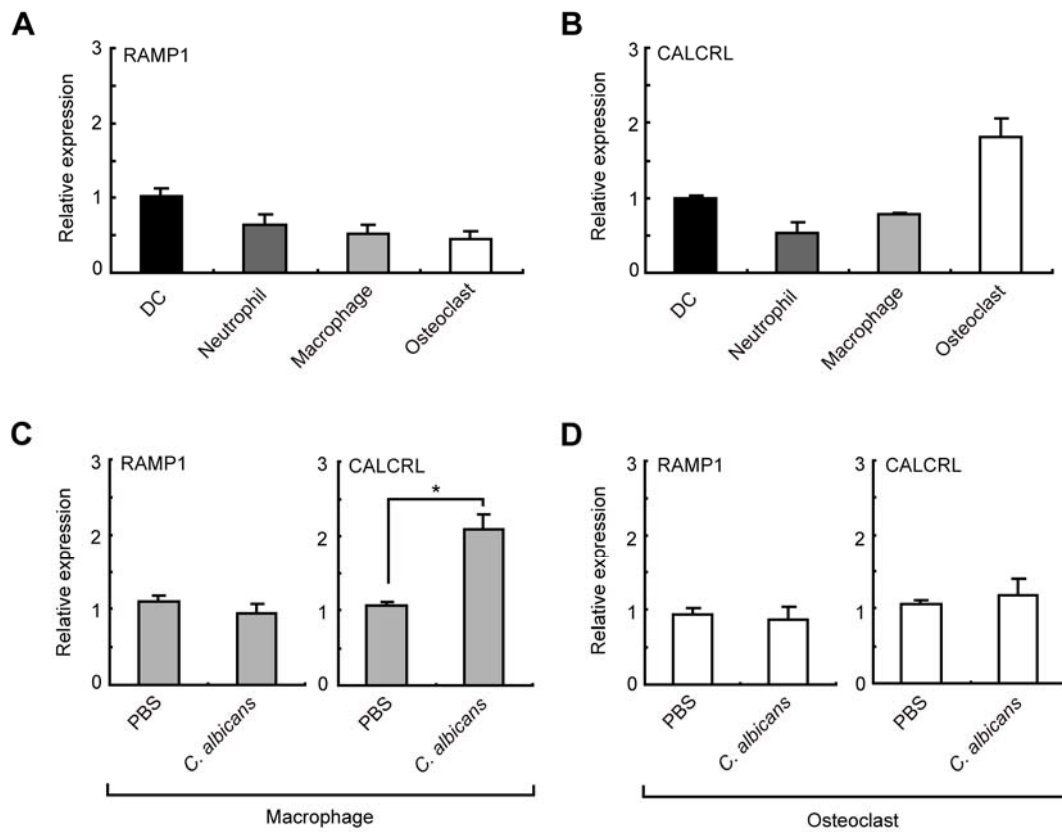 A
RAMP1
Relative expression
3
2
1
0
DC
Neutrophil
Macrophage
Osteoclast
B
CALCRL
Relative expression
3
2
1
0
DC
Neutrophil
Macrophage
Osteoclast
C
RAMP1
Relative expression
3
2
1
0
PBS
C. albicans
CALCRL
3
2
1
0
*
PBS
C. albicans
Macrophage
D
RAMP1
Relative expression
3
2
1
0
PBS
C. albicans
CALCRL
3
2
1
0
PBS
C. albicans
Osteoclast